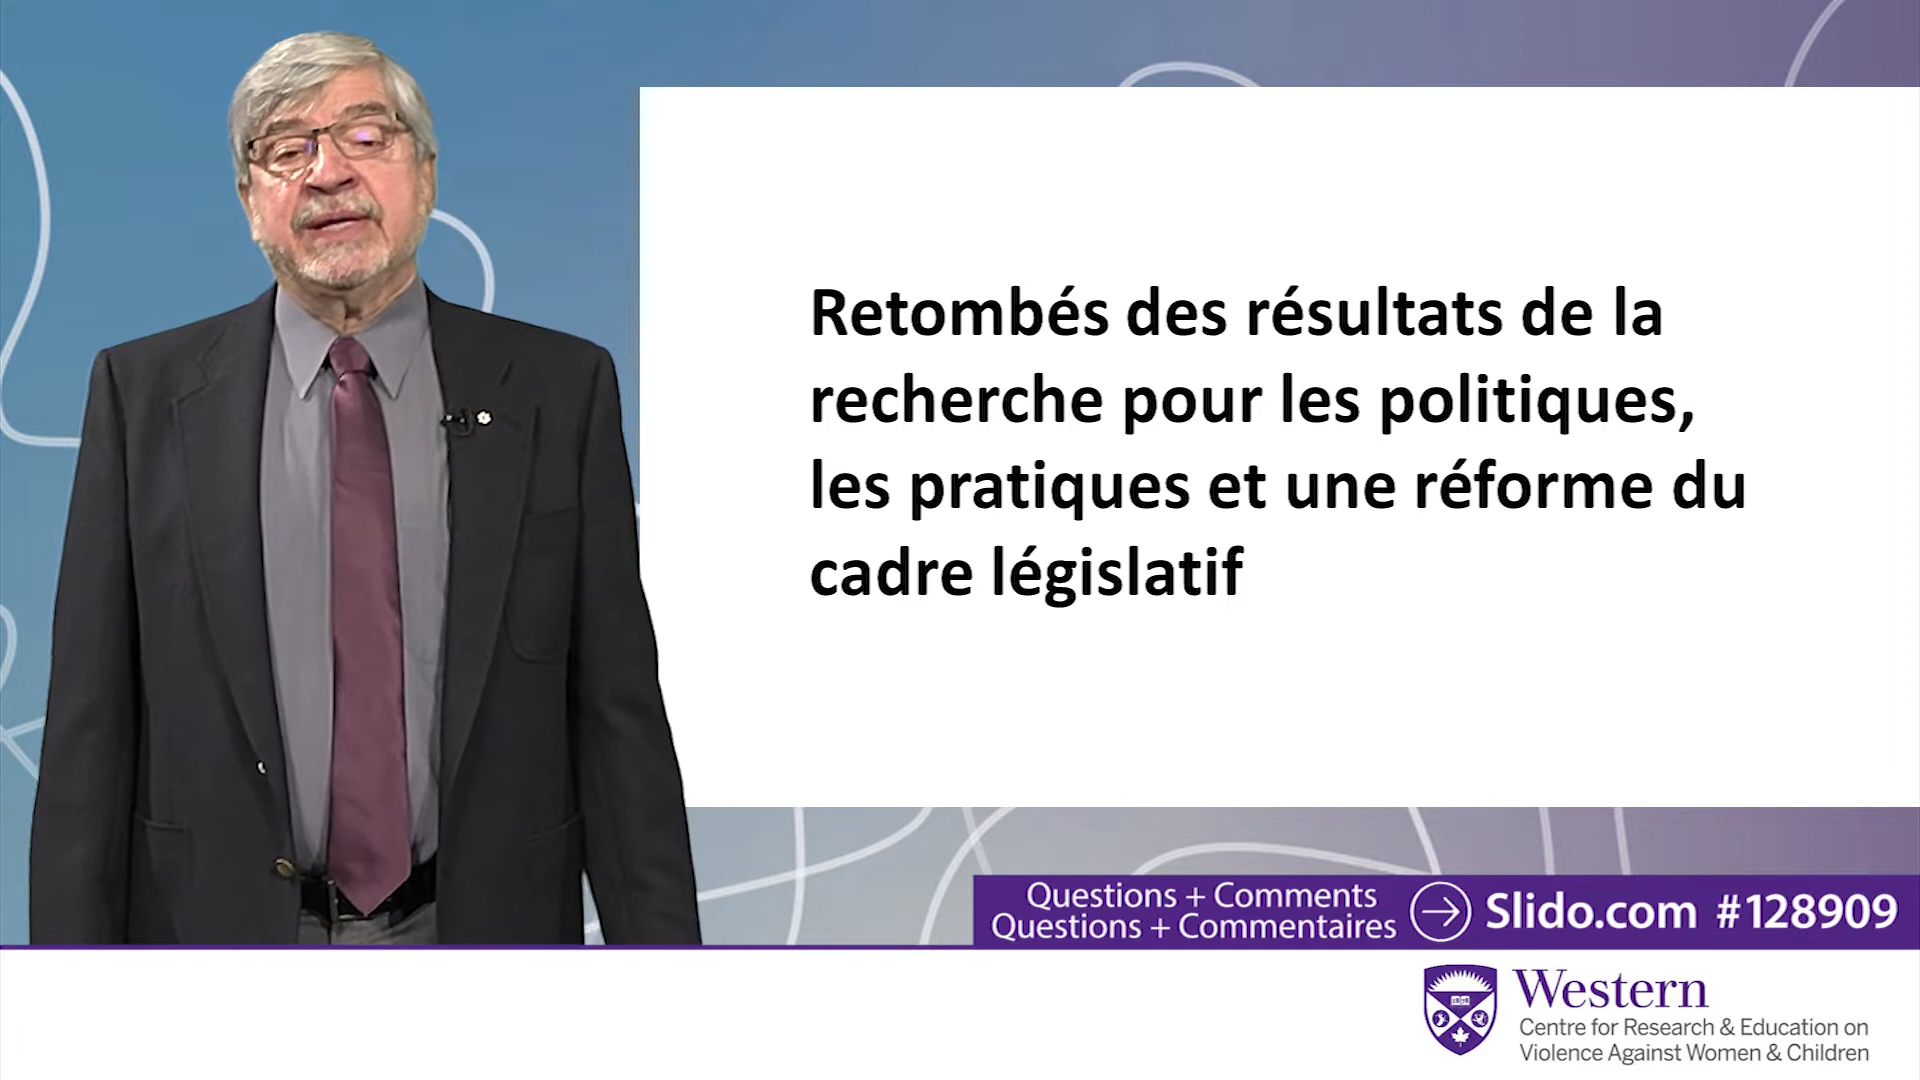 Retombés des résultats de la
recherche pour les politiques,
les pratiques et une réforme du
cadre législatif
Questions + Comments
Questions + Commentaires
Slido.com #128909
Western
Centre for Research & Education on
Violence Against Women & Children